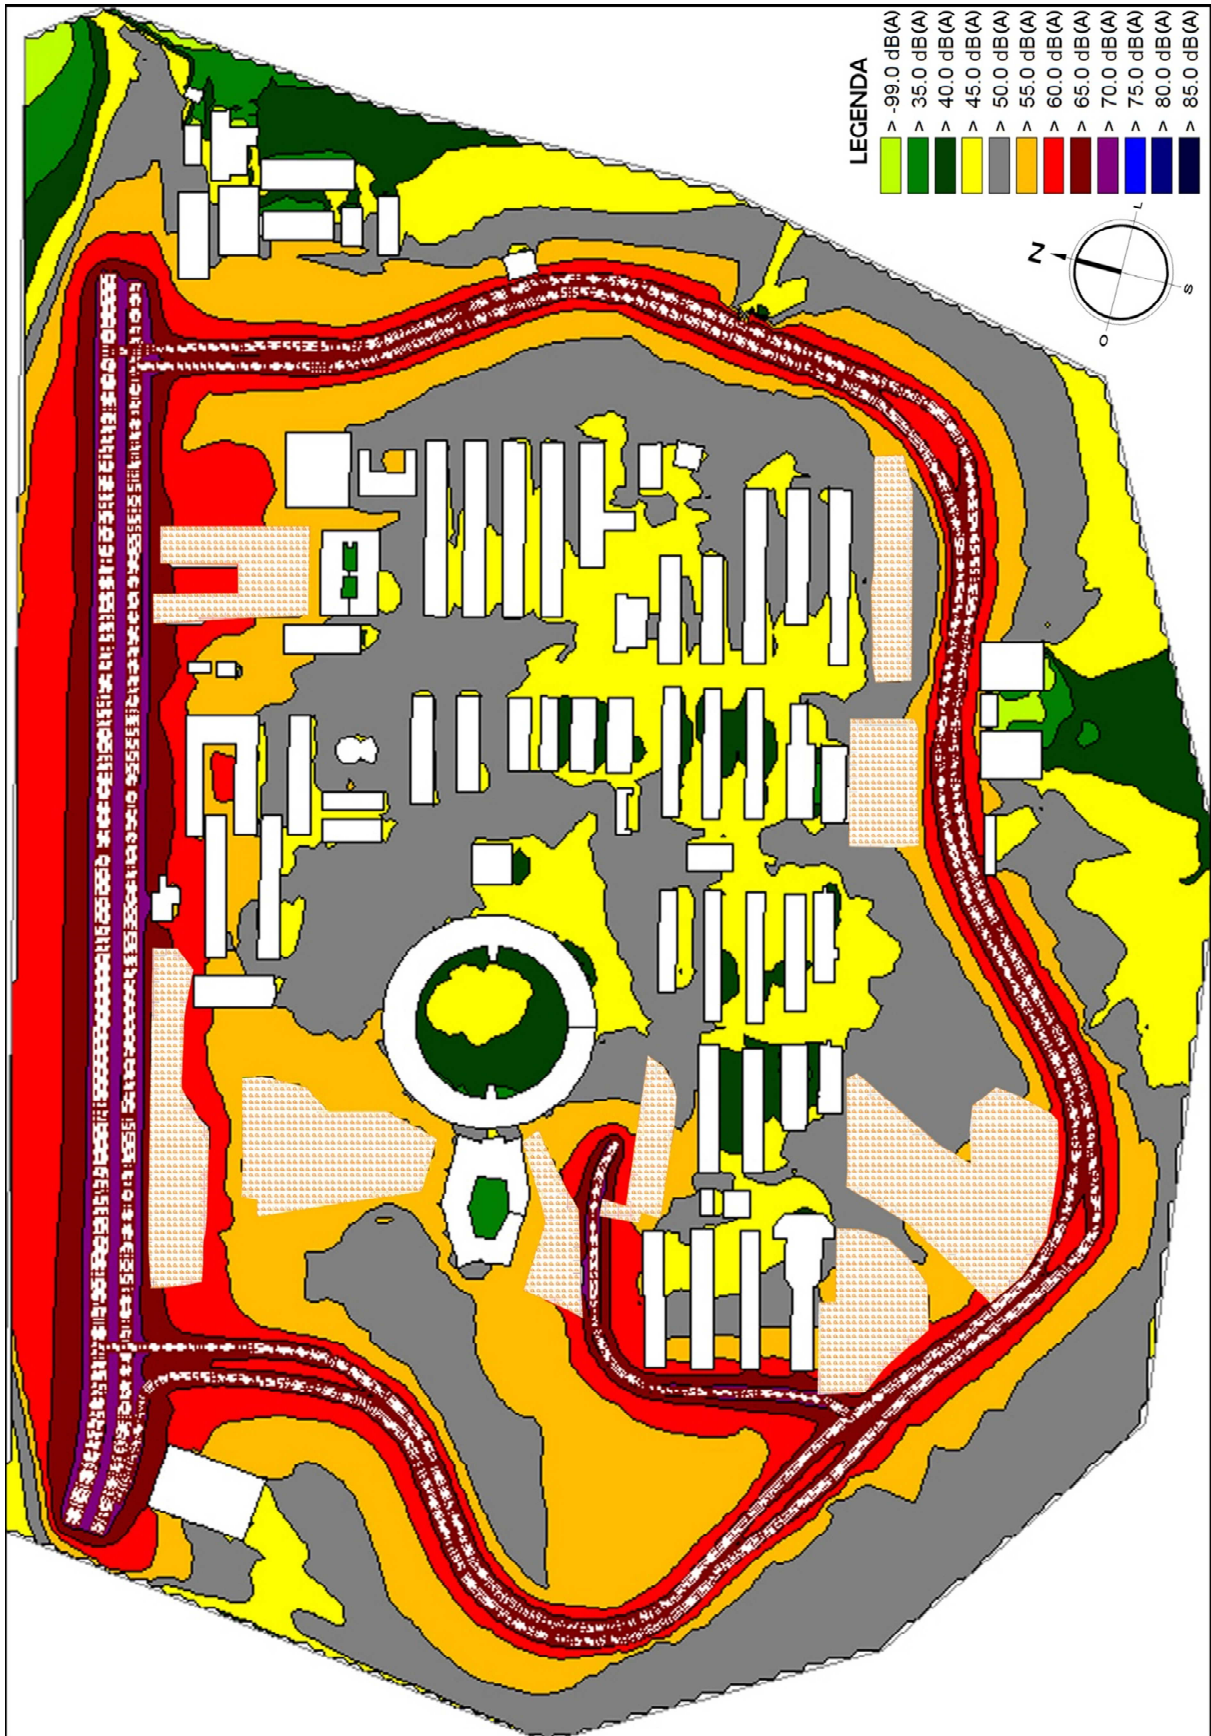 LEGENDA
> -99.0 dB(A)
> 35.0 dB(A)
> 40.0 dB(A)
> 45.0 dB(A)
> 50.0 dB(A)
> 55.0 dB(A)
> 60.0 dB(A)
> 65.0 dB(A)
> 70.0 dB(A)
> 75.0 dB(A)
> 80.0 dB(A)
> 85.0 dB(A)
N
L
S
O